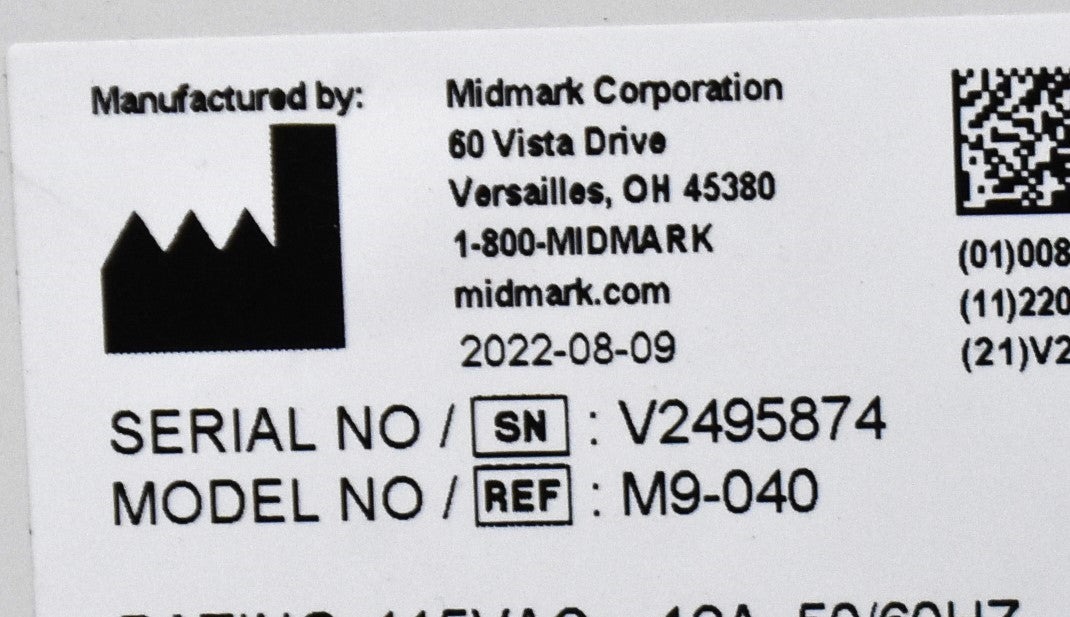 Manufactured by:
Midmark Corporation
60 Vista Drive
Versailles, OH 45380
1-800-MIDMARK
midmark.com
2022-08-09
(01)008
(11)220
(21)V2
SERIAL NO / SN : V2495874
MODEL NO / REF : M9-040